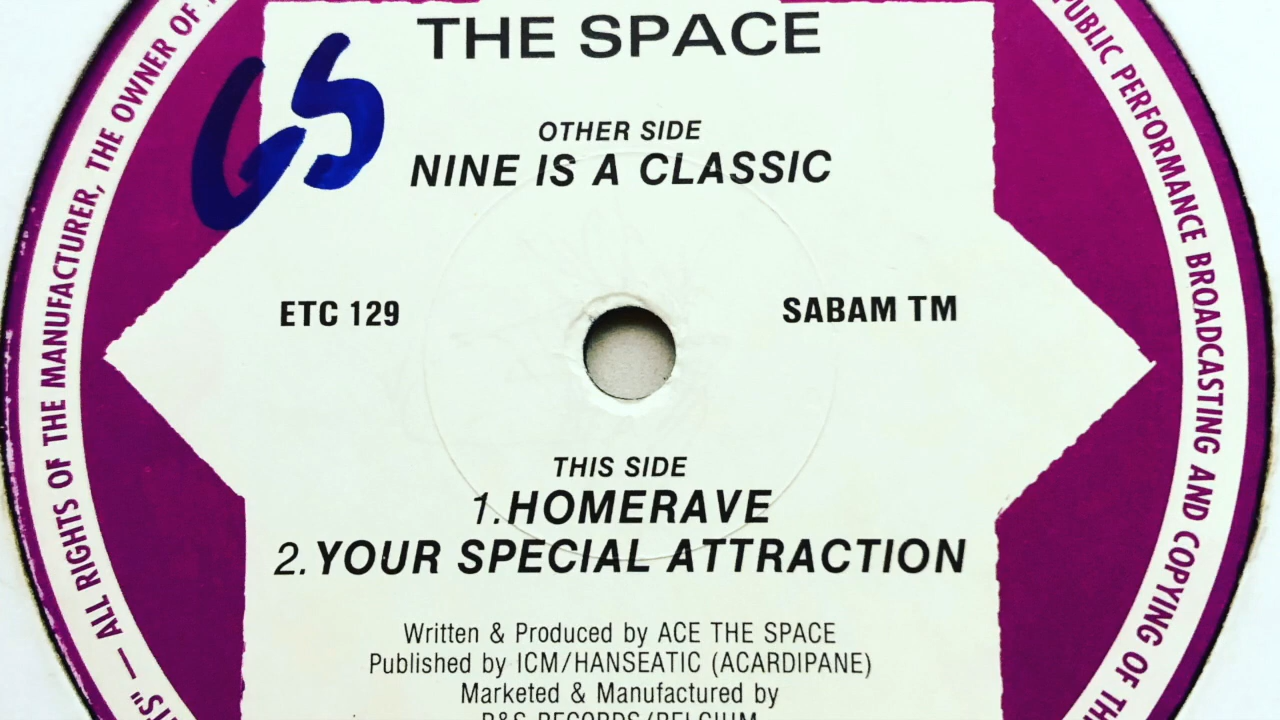 THE SPACE
GS
OTHER SIDE
NINE IS A CLASSIC
ETC 129
SABAM TM
THIS SIDE
1. HOMERAVE
2. YOUR SPECIAL ATTRACTION
Written & Produced by ACE THE SPACE
Published by ICM/HANSEATIC (ACARDIPANE)
Marketed & Manufactured by
R&S RECORDS/BELGIUM
— ALL RIGHTS OF THE MANUFACTURER, THE OWNER OF
PUBLIC PERFORMANCE BROADCASTING AND COPYING OF